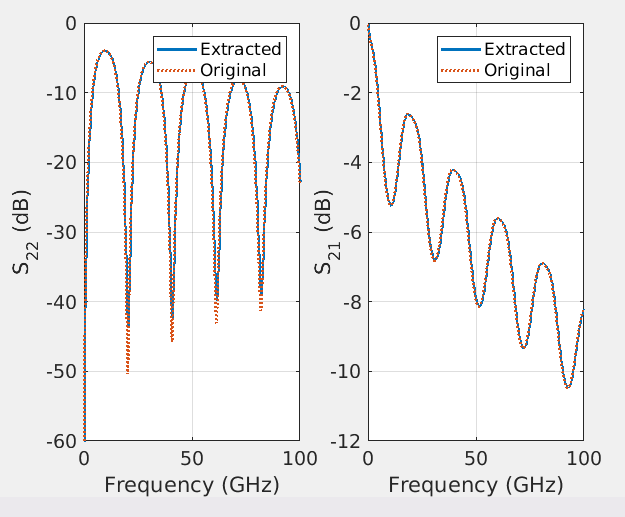 0
-10
-20
-30
-40
-50
-60
S22 (dB)
0 50 100
Frequency (GHz)
Extracted
Original
0
-2
-4
-6
-8
-10
-12
S21 (dB)
0 50 100
Frequency (GHz)
Extracted
Original